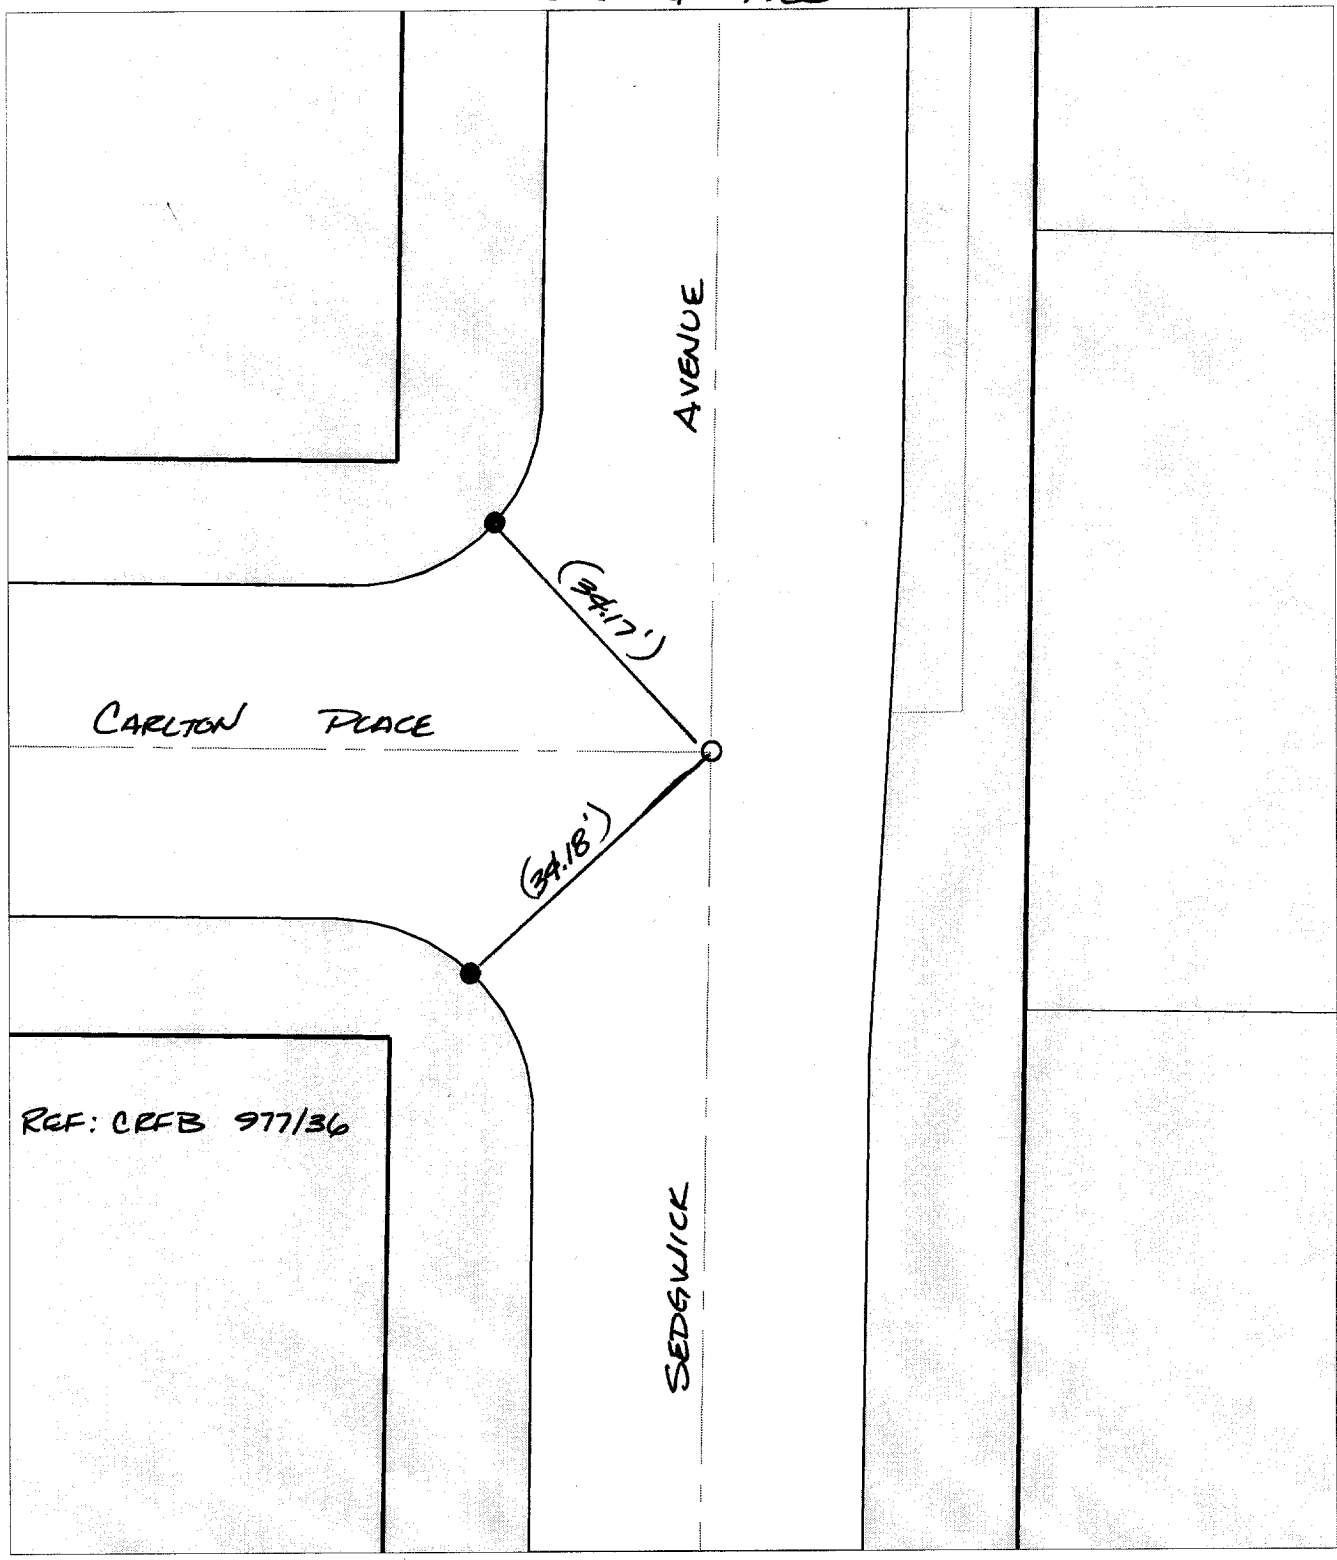 AVENUE
(34.17')
CARLTON PLACE
(34.18')
REF: CRFB 977/36
SEDGWICK